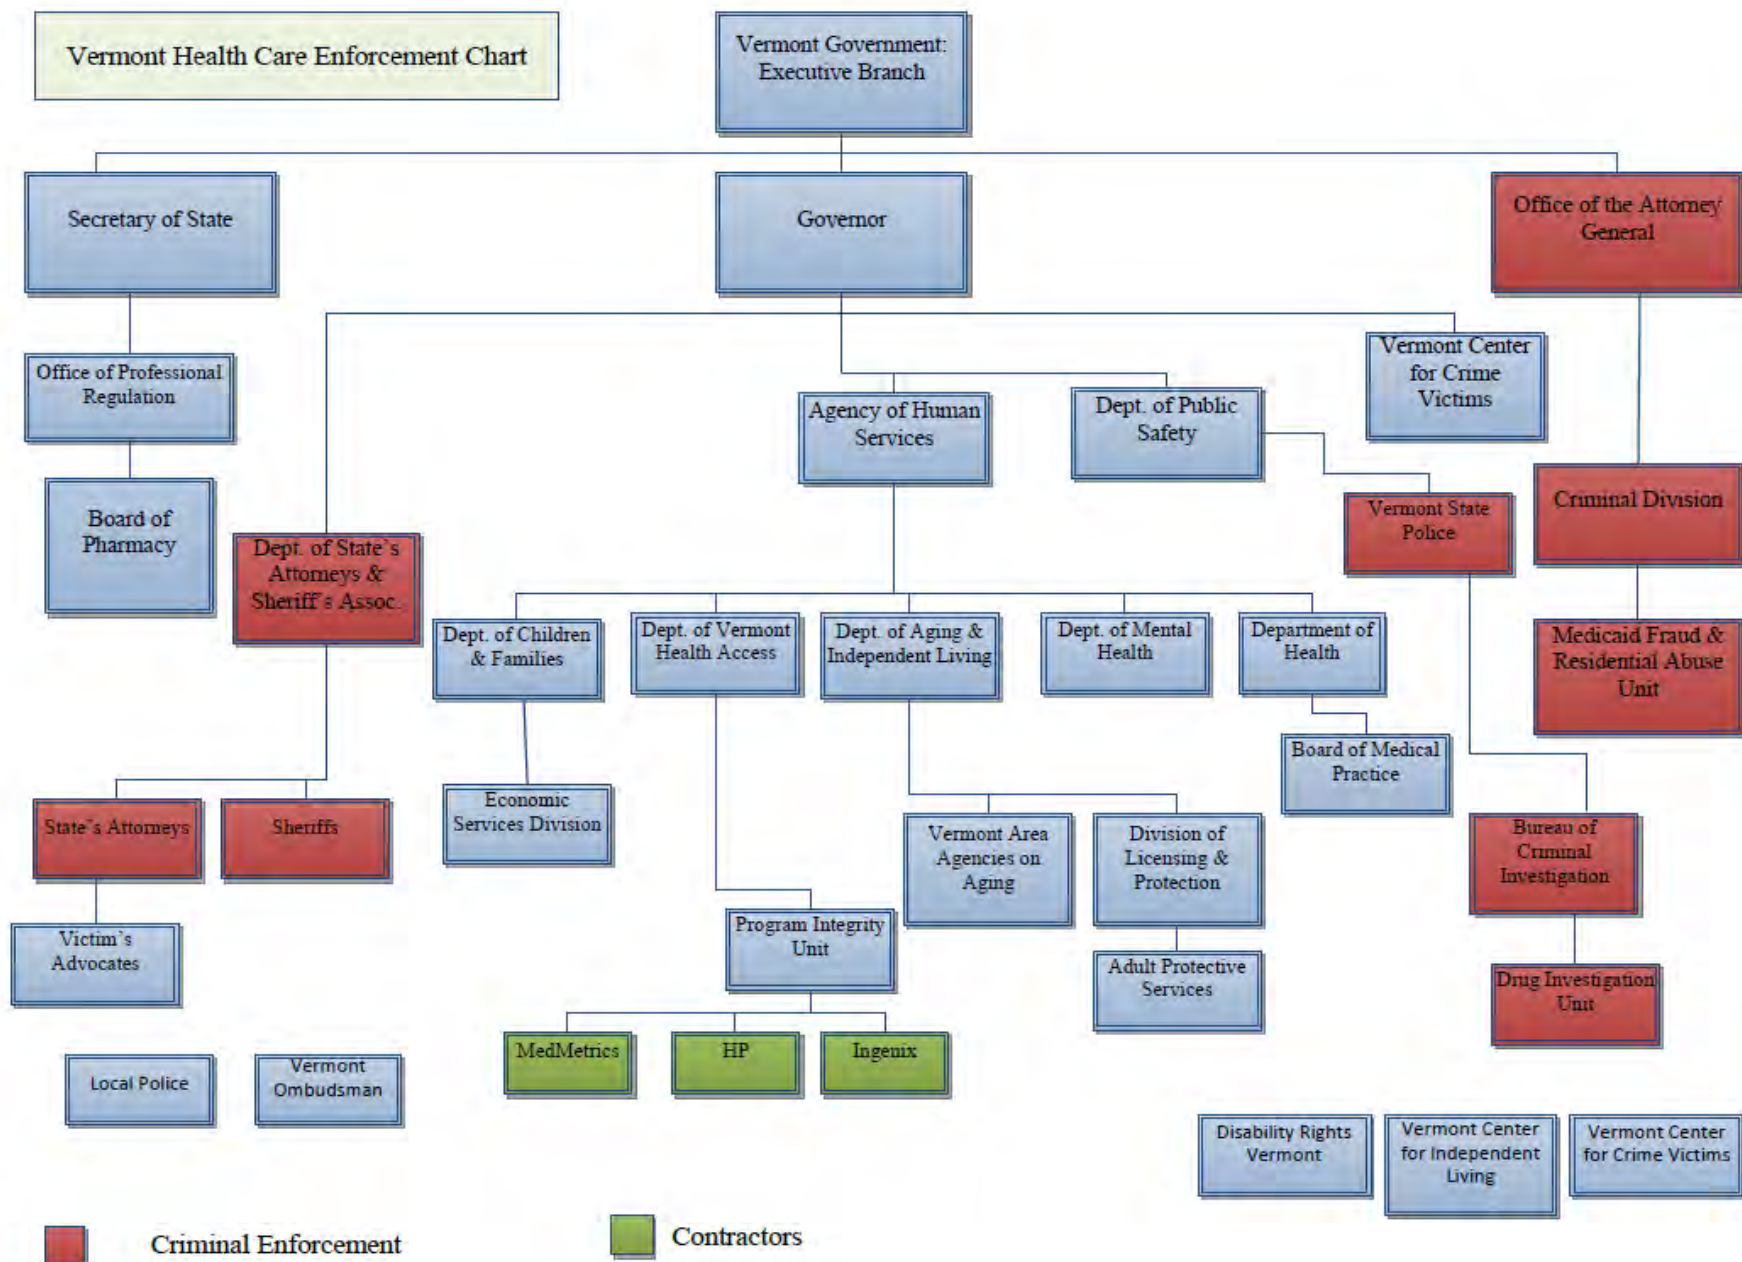 Vermont Health Care Enforcement Chart
Vermont Government:
Executive Branch
Secretary of State
Governor
Office of the Attorney
General
Office of Professional
Regulation
Board of
Pharmacy
Agency of Human
Services
Dept. of Public
Safety
Vermont Center
for Crime
Victims
Vermont State
Police
Criminal Division
Dept. of State`s
Attorneys &
Sheriff`s Assoc.
Dept. of Children
& Families
Dept. of Vermont
Health Access
Dept. of Aging &
Independent Living
Dept. of Mental
Health
Department of
Health
Medicaid Fraud &
Residential Abuse
Unit
Board of Medical
Practice
State`s Attorneys
Sheriffs
Economic
Services Division
Vermont Area
Agencies on
Aging
Division of
Licensing &
Protection
Bureau of
Criminal
Investigation
Victim`s
Advocates
Program Integrity
Unit
Adult Protective
Services
Drug Investigation
Unit
MedMetrics
HP
Ingenix
Local Police
Vermont
Ombudsman
Disability Rights
Vermont
Vermont Center
for Independent
Living
Vermont Center
for Crime Victims
Criminal Enforcement
Contractors